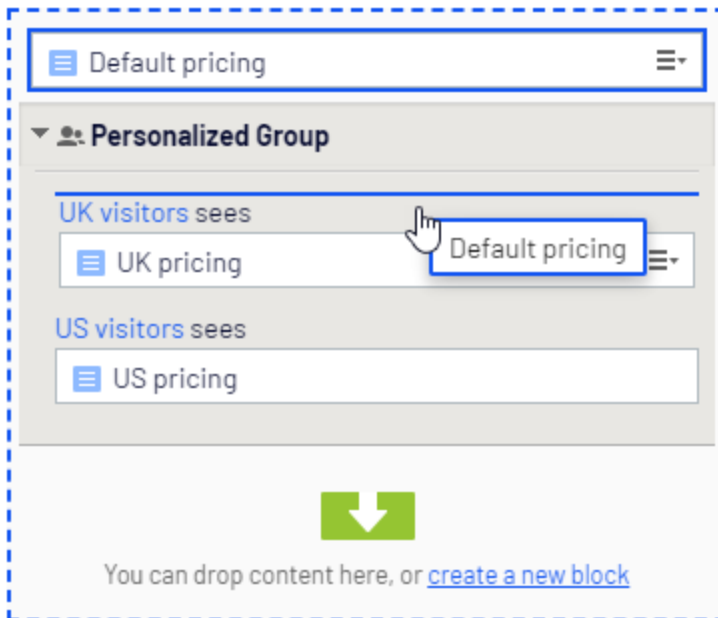 Default pricing
Personalized Group
UK visitors sees
UK pricing
Default pricing
US visitors sees
US pricing
You can drop content here, or create a new block